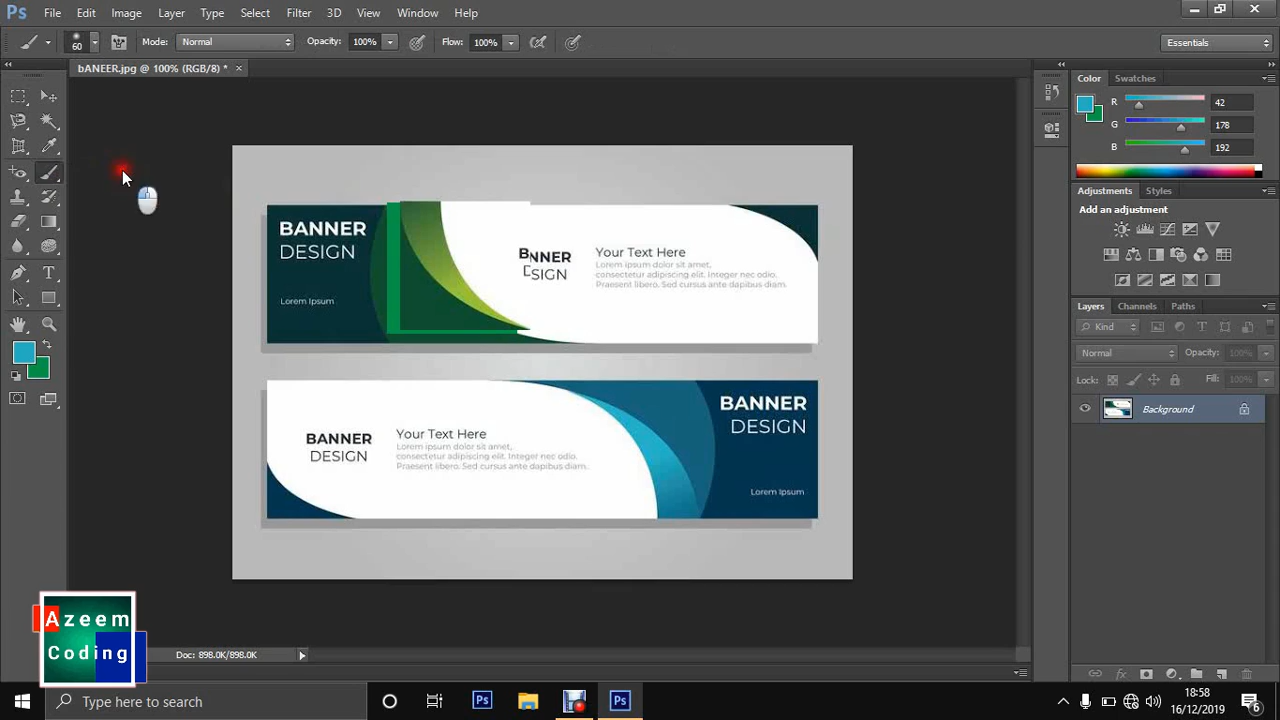 Ps File Edit Image Layer Type Select Filter 3D View Window Help
60 Mode: Normal Opacity: 100% Flow: 100% Essentials
bANEER.jpg @ 100% (RGB/8) *
Color Swatches
R 42
G 178
B 192
Adjustments Styles
Add an adjustment
BANNER
DESIGN
Lorem Ipsum
Your Text Here
Lorem ipsum dolor sit amet,
consectetur adipiscing elit. Integer nec odio.
Praesent libero. Sed cursus ante dapibus diam.
BANNER
DESIGN
Your Text Here
Lorem ipsum dolor sit amet,
consectetur adipiscing elit. Integer nec odio.
Praesent libero. Sed cursus ante dapibus diam.
BANNER
DESIGN
Lorem Ipsum
Layers Channels Paths
Kind
Normal Opacity: 100%
Lock: Fill: 100%
Background
Azeem
Coding
Doc: 898.0K/898.0K
Type here to search
Ps Ps
18:58
16/12/2019
6